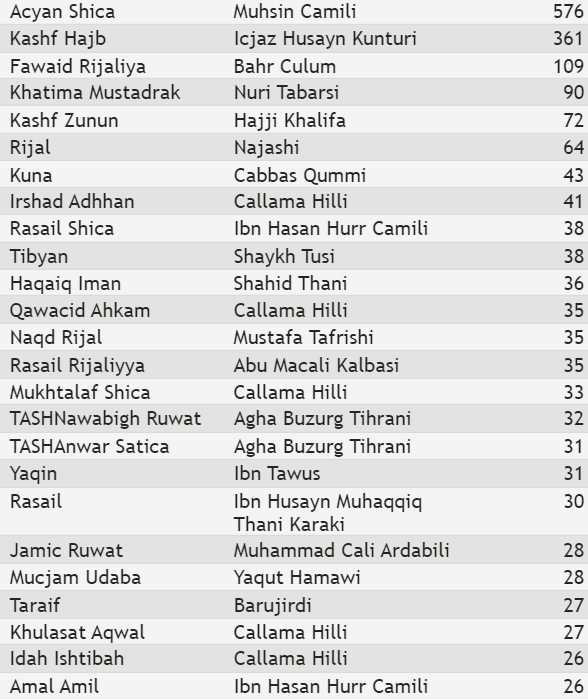 Acyan Shica Muhsin Camili 576
Kashf Hajb Icjaz Husayn Kunturi 361
Fawaid Rijaliya Bahr Culum 109
Khatima Mustadrak Nuri Tabarsi 90
Kashf Zunun Hajji Khalifa 72
Rijal Najashi 64
Kuna Cabbas Qummi 43
Irshad Adhhan Callama Hilli 41
Rasail Shica Ibn Hasan Hurr Camili 38
Tibyan Shaykh Tusi 38
Haqaiq Iman Shahid Thani 36
Qawacid Ahkam Callama Hilli 35
Naqd Rijal Mustafa Tafrishi 35
Rasail Rijaliyya Abu Macali Kalbasi 35
Mukhtalaf Shica Callama Hilli 33
TASHNawabigh Ruwat Agha Buzurg Tihrani 32
TASHAnwar Satica Agha Buzurg Tihrani 31
Yaqin Ibn Tawus 31
Rasail Ibn Husayn Muhaqqiq 30
Thani Karaki
Jamic Ruwat Muhammad Cali Ardabili 28
Mucjam Udaba Yaqut Hamawi 28
Taraif Barujirdi 27
Khulasat Aqwal Callama Hilli 27
Idah Ishtibah Callama Hilli 26
Amal Amil Ibn Hasan Hurr Camili 26